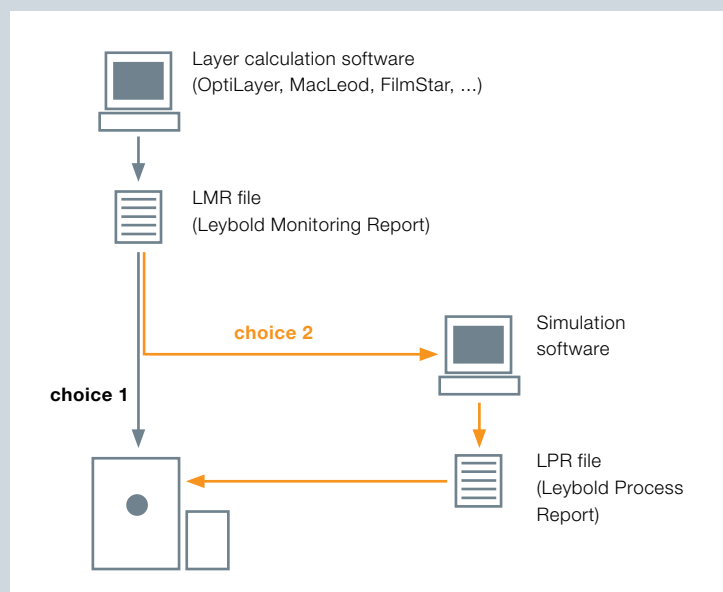 Layer calculation software
(OptiLayer, MacLeod, FilmStar, ...)
LMR file
(Leybold Monitoring Report)
choice 2
Simulation
software
choice 1
LPR file
(Leybold Process
Report)